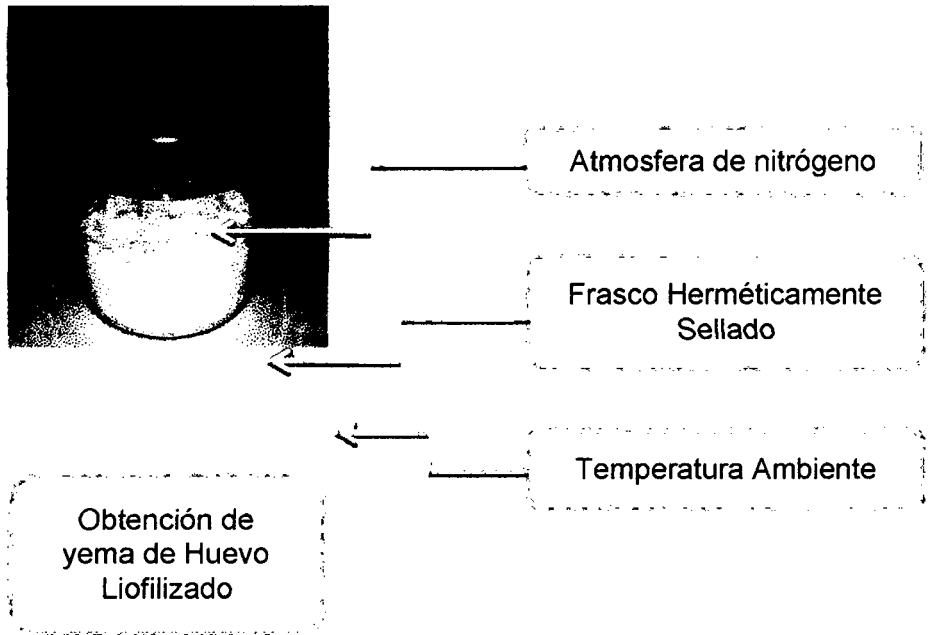 Atmosfera de nitrógeno
Frasco Herméticamente
Sellado
Temperatura Ambiente
Obtención de
yema de Huevo
Liofilizado